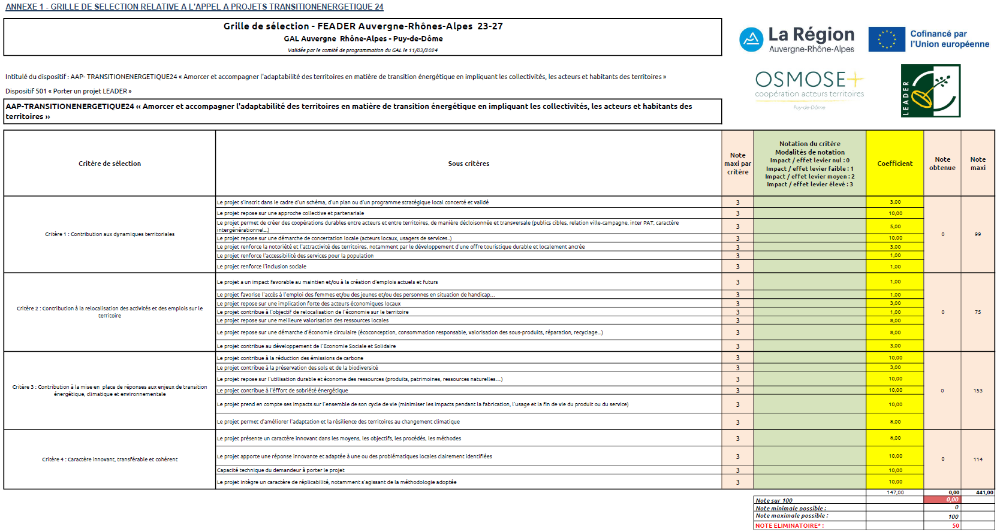 ANNEXE 1 - GRILLE DE SELECTION RELATIVE A L'APPEL A PROJETS TRANSITIONENERGETIQUE 24
Grille de sélection - FEADER Auvergne-Rhônes-Alpes 23-27
GAL Auvergne Rhône-Alpes - Puy-de-Dôme
Validée par le comité de programmation du GAL le 11/03/2024
La Région
Auvergne-Rhône-Alpes
Cofinancé par
l'Union européenne
Intitulé du dispositif : AAP- TRANSITIONENERGETIQUE24 « Amorcer et accompagner l'adaptabilité des territoires en matière de transition énergétique en impliquant les collectivités, les acteurs et habitants des territoires »
Dispositif 501 « Porter un projet LEADER »
OSMOSE+
coopération acteurs territoires
Puy-de-Dôme
LEADER
AAP-TRANSITIONENERGETIQUE24 « Amorcer et accompagner l'adaptabilité des territoires en matière de transition énergétique en impliquant les collectivités, les acteurs et habitants des
territoires »
Critère de sélection
Sous critères
Note
maxi par
critère
Notation du critère
Modalités de notation
Impact / effet levier nul : 0
Impact / effet levier faible : 1
Impact / effet levier moyen : 2
Impact / effet levier élevé : 3
Coefficient
Note
obtenue
Note
maxi
Critère 1 : Contribution aux dynamiques territoriales
Le projet s'inscrit dans le cadre d'un schéma, d'un plan ou d'un programme stratégique local concerté et validé 3 3,00
Le projet repose sur une approche collective et partenariale 3 10,00
Le projet permet de créer des coopérations durables entre acteurs et entre territoires, de manière décloisonnée et transversale (publics cibles, relation ville-campagne, inter PAT, caractère
intergénérationnel...) 3 5,00
Le projet repose sur une démarche de concertation locale (acteurs locaux, usagers de services..) 3 10,00
Le projet renforce la notoriété et l'attractivité des territoires, notamment par le développement d'une offre touristique durable et localement ancrée 3 3,00
Le projet renforce l'accessibilité des services pour la population 3 1,00
Le projet renforce l'inclusion sociale 3 1,00
0 99
Critère 2 : Contribution à la relocalisation des activités et des emplois sur le
territoire
Le projet a un impact favorable au maintien et/ou à la création d'emplois actuels et futurs 3 1,00
Le projet favorise l'accès à l'emploi des femmes et/ou des jeunes et/ou des personnes en situation de handicap... 3 1,00
Le projet repose sur une implication forte des acteurs économiques locaux 3 3,00
Le projet contribue à l'objectif de relocalisation de l'économie sur le territoire 3 1,00
Le projet repose sur une meilleure valorisation des ressources locales 3 8,00
Le projet repose sur une démarche d'économie circulaire (écoconception, consommation responsable, valorisation des sous-produits, réparation, recyclage...) 3 8,00
Le projet contribue au développement de l'Economie Sociale et Solidaire 3 3,00
0 75
Critère 3 : Contribution à la mise en place de réponses aux enjeux de transition
énergétique, climatique et environnementale
Le projet contribue à la réduction des émissions de carbone 3 10,00
Le projet contribue à la préservation des sols et de la biodiversité 3 3,00
Le projet repose sur l'utilisation durable et économe des ressources (produits, patrimoines, ressources naturelles...) 3 10,00
Le projet contribue à l'éffort de sobriété énergétique 3 10,00
Le projet prend en compte ses impacts sur l'ensemble de son cycle de vie (minimiser les impacts pendant la fabrication, l'usage et la fin de vie du produit ou du service) 3 10,00
Le projet permet d'améliorer l'adaptation et la résilience des territoires au changement climatique 3 8,00
0 153
Critère 4 : Caractère innovant, transférable et cohérent
Le projet présente un caractère innovant dans les moyens, les objectifs, les procédés, les méthodes 3 8,00
Le projet apporte une réponse innovante et adaptée à une ou des problématiques locales clairement identifiées 3 10,00
Capacité technique du demandeur à porter le projet 3 10,00
Le projet intègre un caractère de réplicabilité, notamment s'agissant de la méthodologie adoptée 3 10,00
0 114
147,00 0,00 441,00
Note sur 100 0,00
Note minimale possible : 0
Note maximale possible : 100
NOTE ELIMINATOIRE* : 50